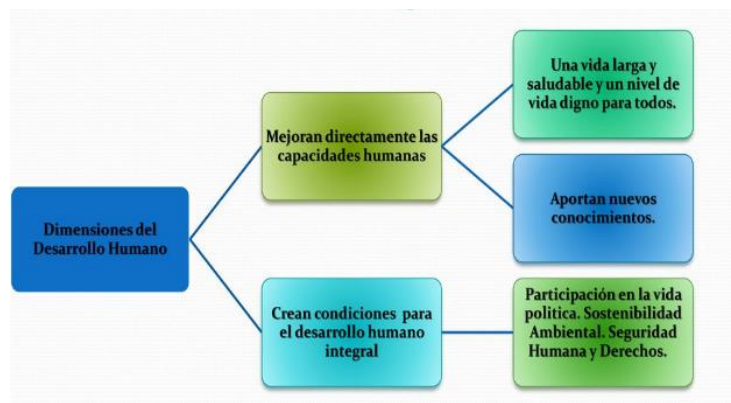 Dimensiones del
Desarrollo Humano
Mejoran directamente las
capacidades humanas
Una vida larga y
saludable y un nivel de
vida digno para todos.
Aportan nuevos
conocimientos.
Crean condiciones para
el desarrollo humano
integral
Participación en la vida
politica. Sostenibilidad
Ambiental. Seguridad
Humana y Derechos.